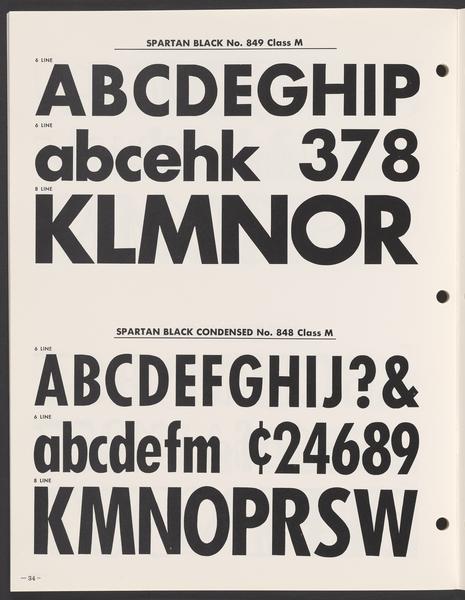 SPARTAN BLACK No. 849 Class M
6 LINE
ABCDEGHIP
6 LINE
abcehk 378
8 LINE
KLMNOR
SPARTAN BLACK CONDENSED No. 848 Class M
6 LINE
ABCDEFGHIJ?&
6 LINE
abcdefm ¢24689
8 LINE
KMNOPRSW
— 34 —